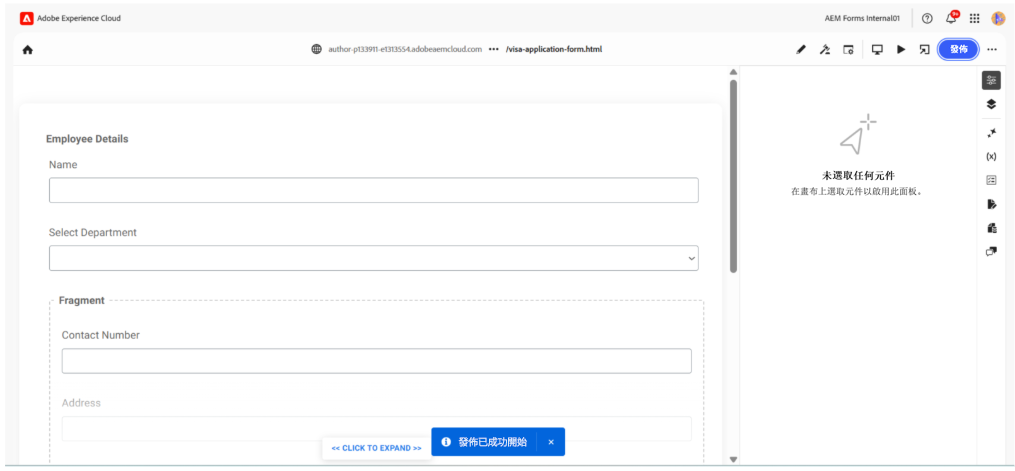 Adobe Experience Cloud
AEM Forms Internal01
9+
author-p133911-e1313554.adobeaemcloud.com ••• /visa-application-form.html
發佈
Employee Details
Name
Select Department
Fragment
Contact Number
Address
<< CLICK TO EXPAND >>
發佈已成功開始
未選取任何元件
在畫布上選取元件以啟用此面板。
(x)